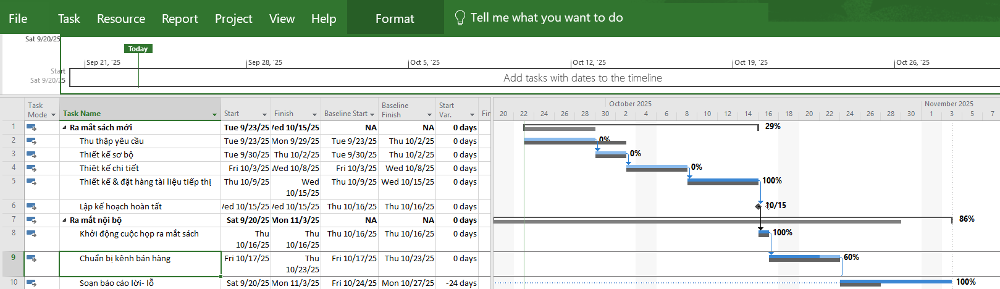 File Task Resource Report Project View Help Format Tell me what you want to do
Sat 9/20/25
Today
Sep 21, '25 Sep 28, '25 Oct 5, '25 Oct 12, '25 Oct 19, '25 Oct 26, '25
Start
Sat 9/20/25
Add tasks with dates to the timeline
Task Mode Task Name Start Finish Baseline Start Baseline Finish Start Var. Fin
October 2025 November 2025
20 22 24 26 28 30 2 4 6 8 10 12 14 16 18 20 22 24 26 28 30 1 3 5 7
1 Ra mắt sách mới Tue 9/23/25 Wed 10/15/25 NA NA 0 days 29%
2 Thu thập yêu cầu Tue 9/23/25 Mon 9/29/25 Tue 9/23/25 Thu 10/2/25 0 days 0%
3 Thiết kế sơ bộ Tue 9/30/25 Thu 10/2/25 Tue 9/30/25 Thu 10/2/25 0 days 0%
4 Thiêt kế chi tiết Fri 10/3/25 Wed 10/8/25 Fri 10/3/25 Wed 10/8/25 0 days 0%
5 Thiết kế & đặt hàng tài liệu tiếp thị Thu 10/9/25 Wed 10/15/25 Thu 10/9/25 Wed 10/15/25 0 days 100%
6 Lập kế hoạch hoàn tất Wed 10/15/25 Wed 10/15/25 Thu 10/16/25 Thu 10/16/25 0 days 10/15
7 Ra mắt nội bộ Sat 9/20/25 Mon 11/3/25 NA NA 0 days 86%
8 Khởi động cuộc họp ra mắt sách Thu 10/16/25 Thu 10/16/25 Thu 10/16/25 Thu 10/16/25 0 days 100%
9 Chuẩn bị kênh bán hàng Fri 10/17/25 Thu 10/23/25 Fri 10/17/25 Thu 10/23/25 0 days 60%
10 Soạn báo cáo lời- lỗ Sat 9/20/25 Mon 11/3/25 Fri 10/24/25 Mon 10/27/25 -24 days 100%